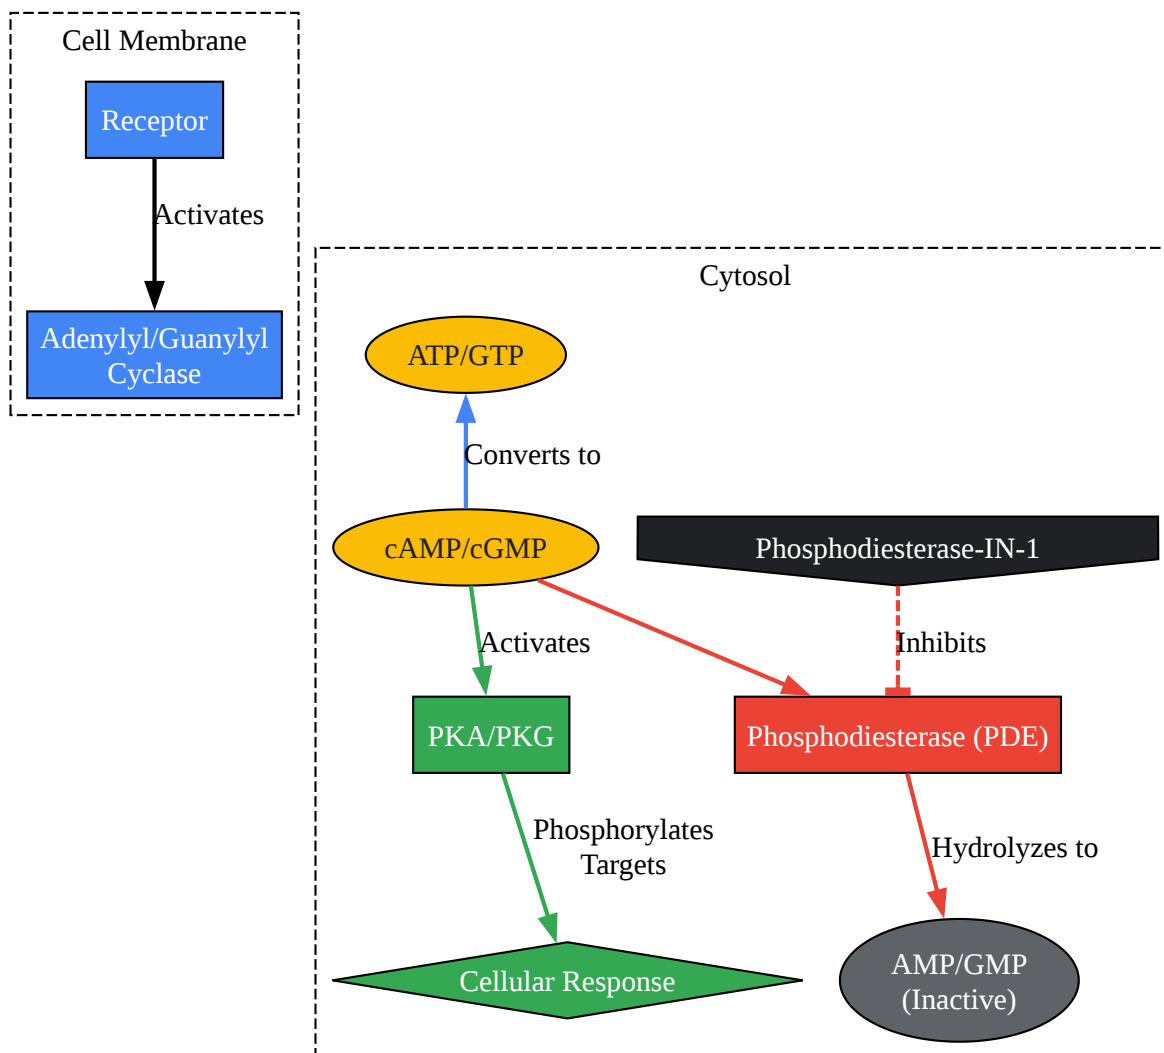 Cell Membrane
Receptor
Activates
Adenylyl/Guanylyl
Cyclase
Cytosol
ATP/GTP
Converts to
cAMP/cGMP
Phosphodiesterase-IN-1
Activates
Inhibits
PKA/PKG
Phosphodiesterase (PDE)
Phosphorylates
Targets
Hydrolyzes to
Cellular Response
AMP/GMP
(Inactive)